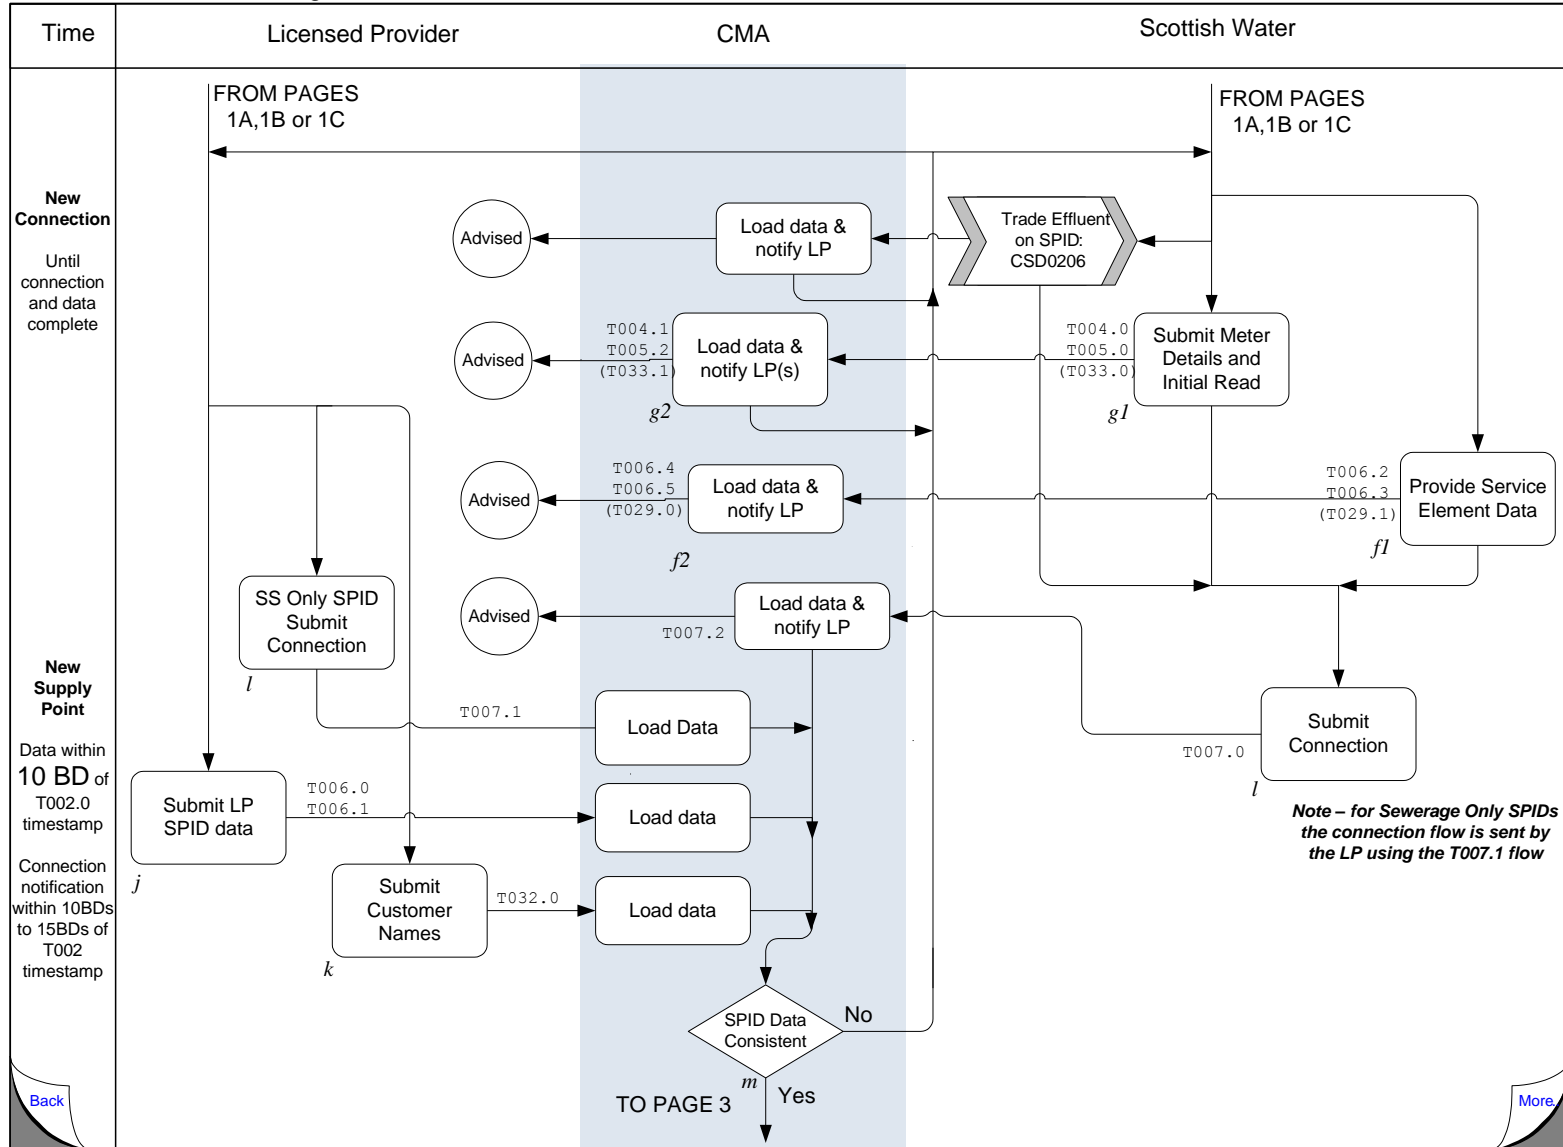 Time
Licensed Provider
CMA
Scottish Water
FROM PAGES
1A,1B or 1C
FROM PAGES
1A,1B or 1C
New
Connection
Until
connection
and data
complete
Advised
Load data &
notify LP
Trade Effluent
on SPID:
CSD0206
Advised
T004.1
T005.2
(T033.1)
Load data &
notify LP(s)
g2
T004.0
T005.0
(T033.0)
Submit Meter
Details and
Initial Read
g1
Advised
T006.4
T006.5
(T029.0)
Load data &
notify LP
f2
T006.2
T006.3
(T029.1)
Provide Service
Element Data
f1
SS Only SPID
Submit
Connection
l
Advised
T007.2
Load data &
notify LP
New
Supply
Point
Data within
10 BD of
T002.0
timestamp
Connection
notification
within 10BDs
to 15BDs of
T002
timestamp
T007.1
Load Data
T007.0
Submit
Connection
l
Submit LP
SPID data
j
T006.0
T006.1
Load data
Note – for Sewerage Only SPIDs
the connection flow is sent by
the LP using the T007.1 flow
Submit
Customer
Names
k
T032.0
Load data
SPID Data
Consistent
m
No
Yes
TO PAGE 3
Back
More.